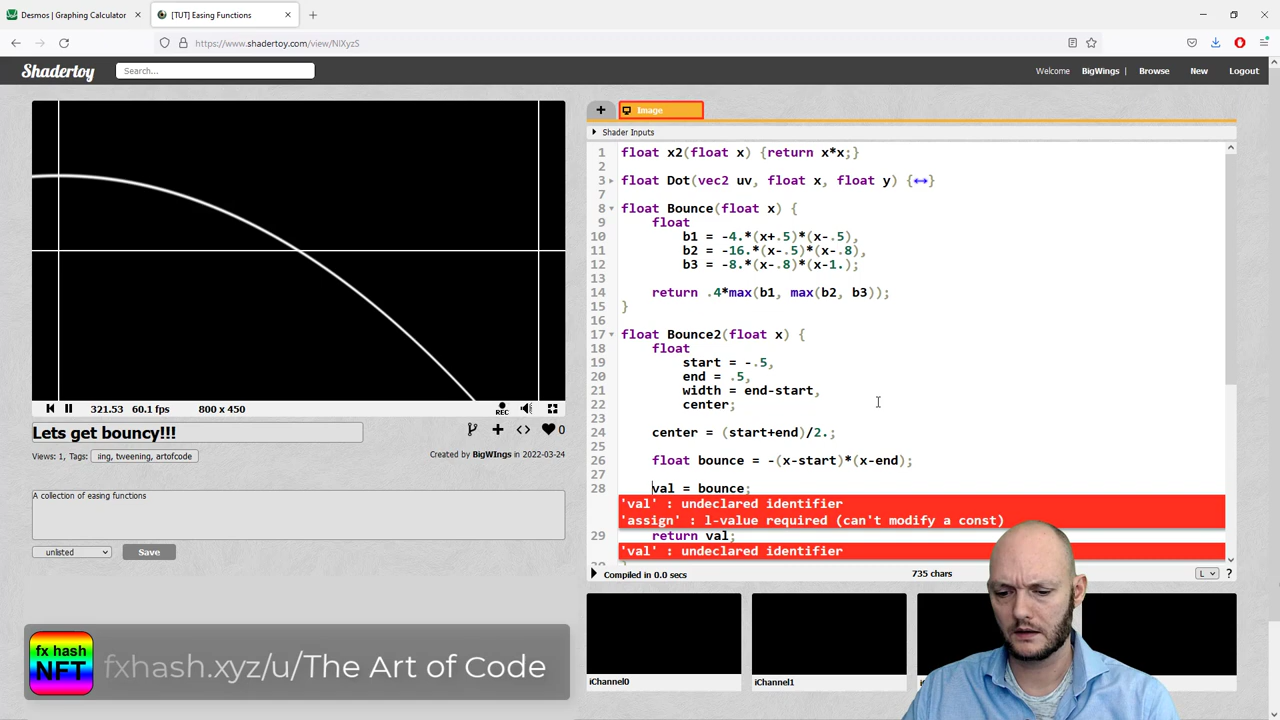 Desmos | Graphing Calculator
[TUT] Easing Functions
https://www.shadertoy.com/view/NlXyzS
Shadertoy
Search...
Welcome BigWings | Browse New Logout
321.53 60.1 fps 800 x 450
REC
Lets get bouncy!!!
0
Views: 1, Tags: iing, tweening, artofcode
Created by BigWIngs in 2022-03-24
A collection of easing functions
unlisted
Save
+ Image
Shader Inputs
1 float x2(float x) {return x*x;}
2
3 float Dot(vec2 uv, float x, float y) {↔}
7
8 float Bounce(float x) {
9 float
10 b1 = -4.*(x+.5)*(x-.5),
11 b2 = -16.*(x-.5)*(x-.8),
12 b3 = -8.*(x-.8)*(x-1.);
13
14 return .4*max(b1, max(b2, b3));
15 }
16
17 float Bounce2(float x) {
18 float
19 start = -.5,
20 end = .5,
21 width = end-start,
22 center;
23
24 center = (start+end)/2.;
25
26 float bounce = -(x-start)*(x-end);
27
28 val = bounce;
'val' : undeclared identifier
'assign' : l-value required (can't modify a const)
29 return val;
'val' : undeclared identifier
Compiled in 0.0 secs
735 chars
L
?
iChannel0
iChannel1
fx hash
NFT
fxhash.xyz/u/The Art of Code